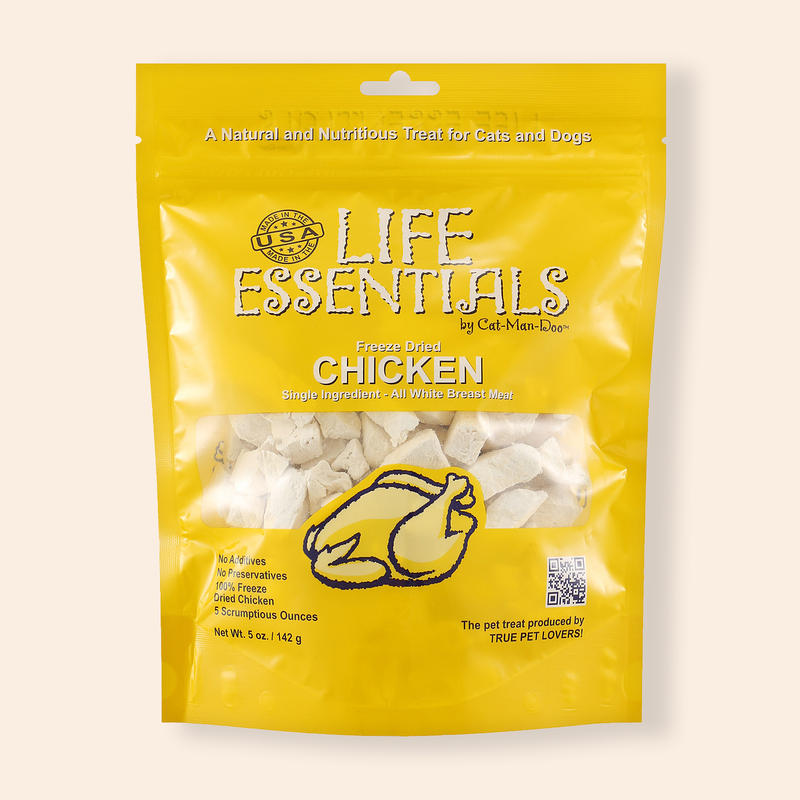 A Natural and Nutritious Treat for Cats and Dogs
MADE IN THE
USA
MADE IN THE
LIFE
ESSENTIALS
by Cat-Man-Doo™
Freeze Dried
CHICKEN
Single Ingredient - All White Breast Meat
No Additives
No Preservatives
100% Freeze
Dried Chicken
5 Scrumptious Ounces
Net Wt. 5 oz. / 142 g
The pet treat produced by
TRUE PET LOVERS!